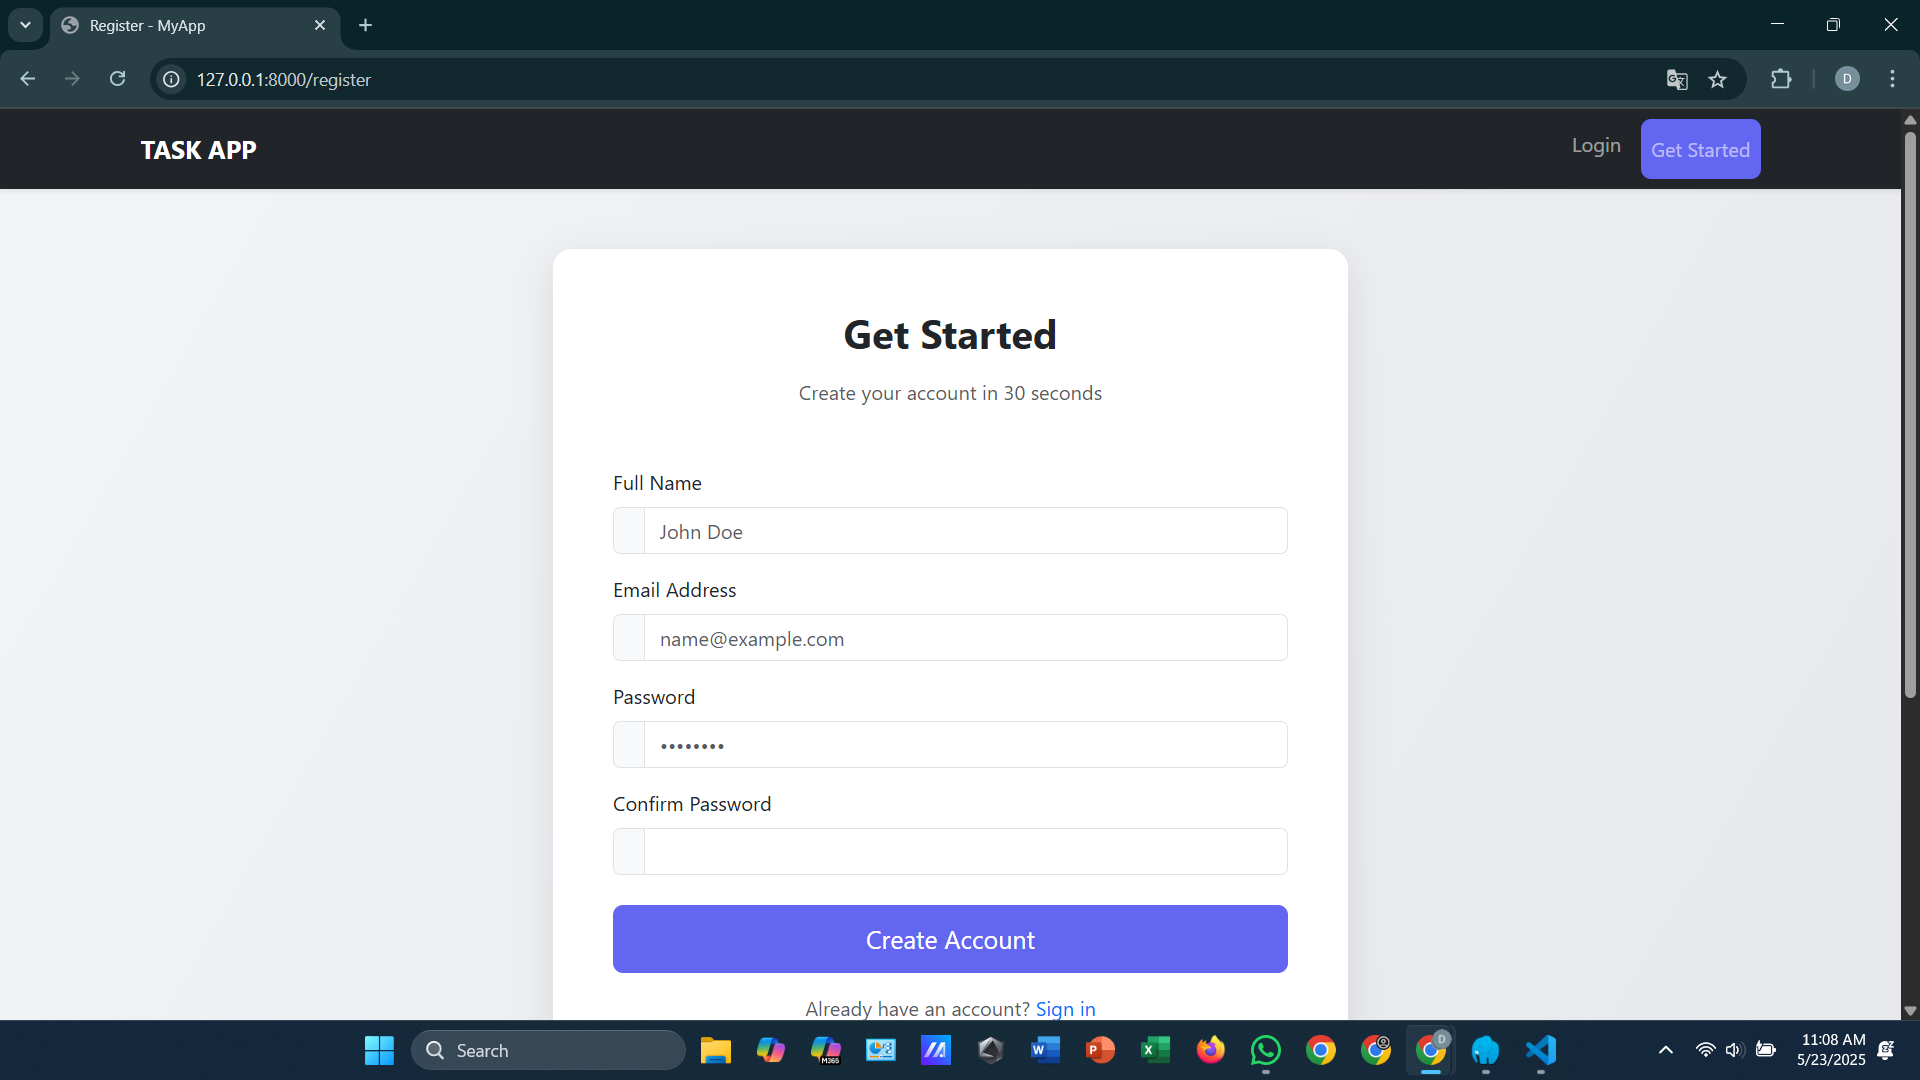 Register - MyApp
127.0.0.1:8000/register
D
TASK APP
Login
Get Started
Get Started
Create your account in 30 seconds
Full Name
John Doe
Email Address
name@example.com
Password
••••••••
Confirm Password
Create Account
Already have an account? Sign in
Search
M365
W
P
X
D
11:08 AM
5/23/2025